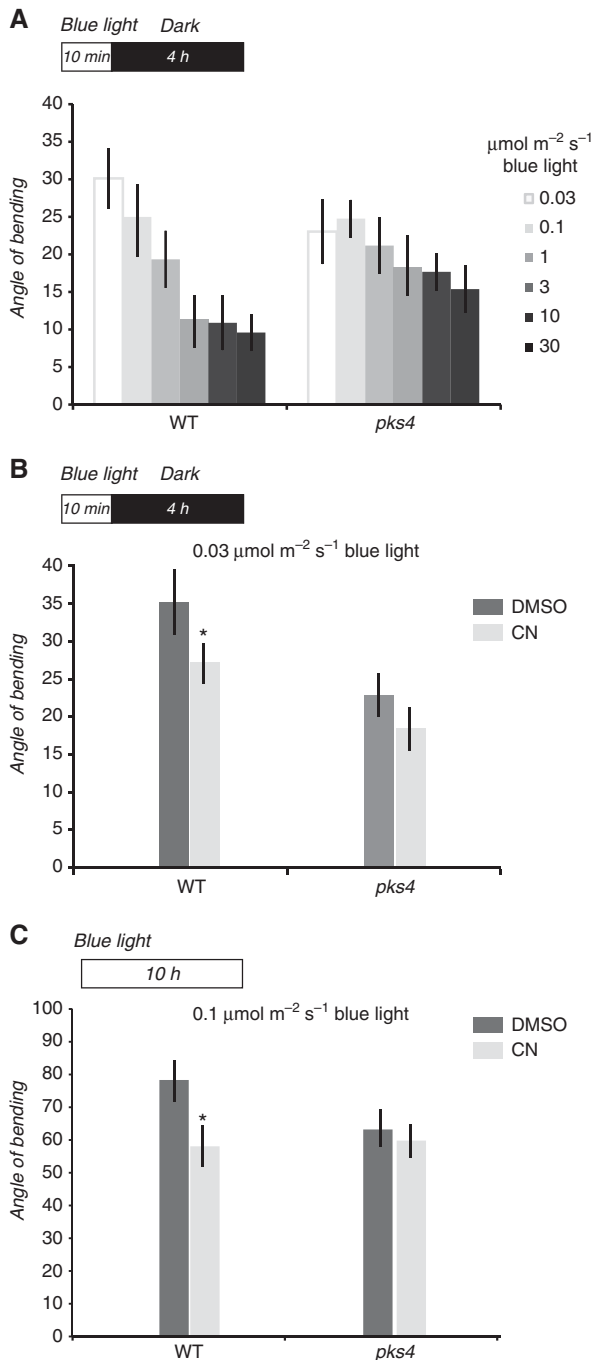 A
Blue light Dark
10 min 4 h
40
35
30
25
20
15
10
5
0
Angle of bending
WT pks4
μmol m⁻² s⁻¹
blue light
0.03
0.1
1
3
10
30
B
Blue light Dark
10 min 4 h
0.03 μmol m⁻² s⁻¹ blue light
40
35
30
25
20
15
10
5
0
Angle of bending
*
DMSO
CN
WT pks4
C
Blue light
10 h
0.1 μmol m⁻² s⁻¹ blue light
100
90
80
70
60
50
40
30
20
10
0
Angle of bending
*
DMSO
CN
WT pks4